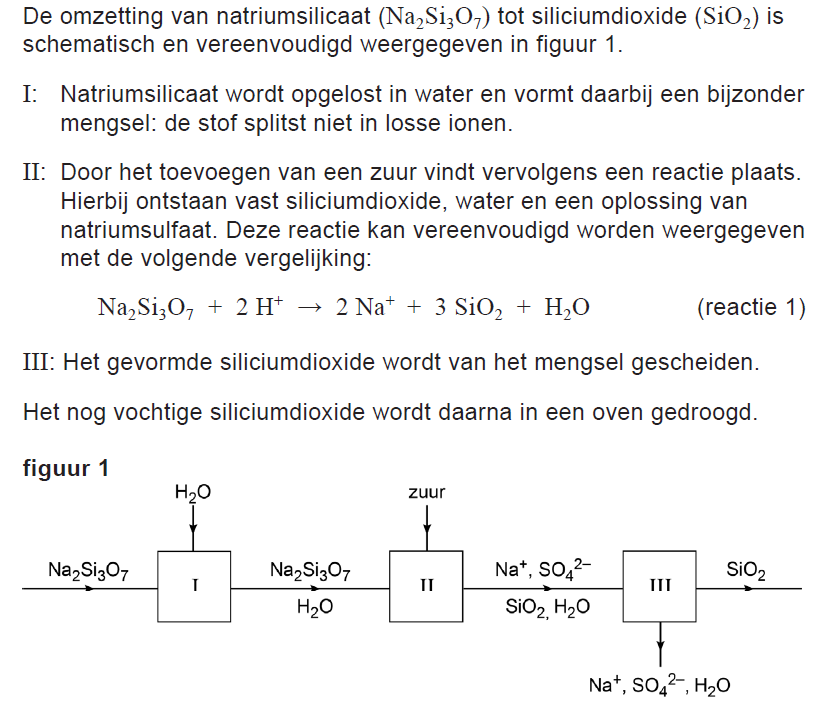 De omzetting van natriumsilicaat (Na₂Si₃O₇) tot siliciumdioxide (SiO₂) is
schematisch en vereenvoudigd weergegeven in figuur 1.
I: Natriumsilicaat wordt opgelost in water en vormt daarbij een bijzonder
mengsel: de stof splitst niet in losse ionen.
II: Door het toevoegen van een zuur vindt vervolgens een reactie plaats.
Hierbij ontstaan vast siliciumdioxide, water en een oplossing van
natriumsulfaat. Deze reactie kan vereenvoudigd worden weergegeven
met de volgende vergelijking:
Na₂Si₃O₇ + 2 H⁺ → 2 Na⁺ + 3 SiO₂ + H₂O (reactie 1)
III: Het gevormde siliciumdioxide wordt van het mengsel gescheiden.
Het nog vochtige siliciumdioxide wordt daarna in een oven gedroogd.
figuur 1
H₂O zuur
Na₂Si₃O₇ I Na₂Si₃O₇ II Na⁺, SO₄²⁻ III SiO₂
H₂O SiO₂, H₂O
Na⁺, SO₄²⁻, H₂O